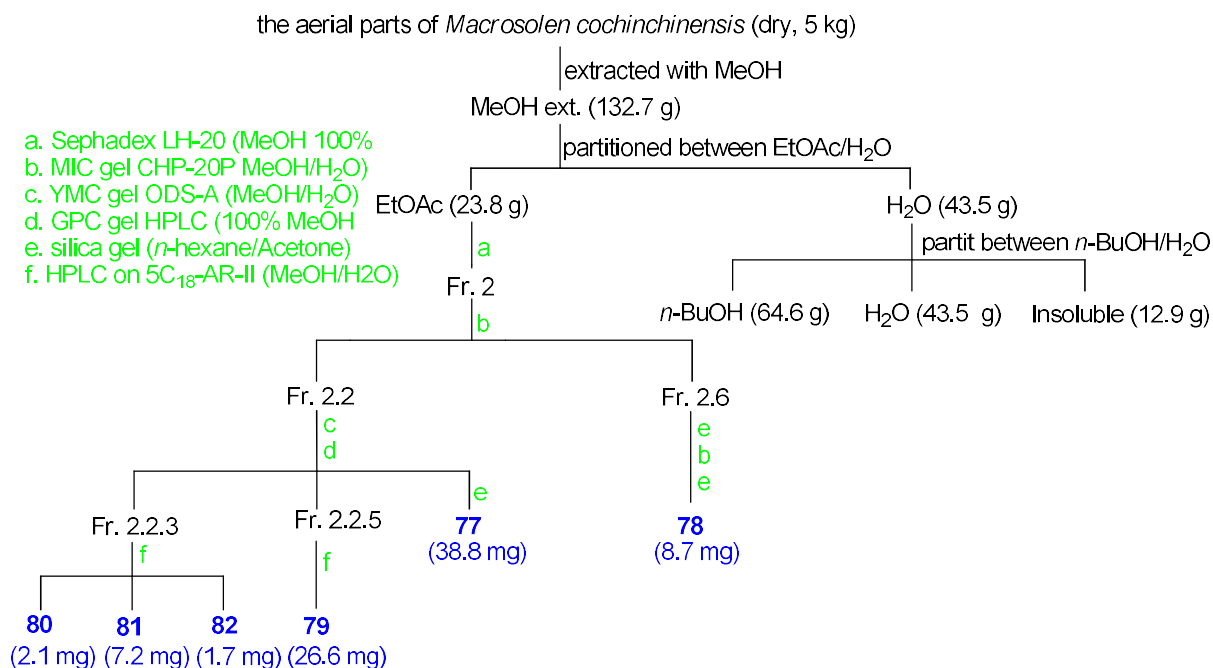 the aerial parts of Macrosolen cochinchinensis (dry, 5 kg)
extracted with MeOH
MeOH ext. (132.7 g)
partitioned between EtOAc/H₂O
a. Sephadex LH-20 (MeOH 100%
b. MIC gel CHP-20P MeOH/H₂O)
c. YMC gel ODS-A (MeOH/H₂O)
d. GPC gel HPLC (100% MeOH
e. silica gel (n-hexane/Acetone)
f. HPLC on 5C₁₈-AR-II (MeOH/H2O)
EtOAc (23.8 g)
H₂O (43.5 g)
a
partit between n-BuOH/H₂O
Fr. 2
n-BuOH (64.6 g)
H₂O (43.5 g)
Insoluble (12.9 g)
b
Fr. 2.2
Fr. 2.6
c
d
e
b
e
Fr. 2.2.3
Fr. 2.2.5
e
77
(38.8 mg)
78
(8.7 mg)
f
f
80
81
82
79
(2.1 mg)
(7.2 mg)
(1.7 mg)
(26.6 mg)